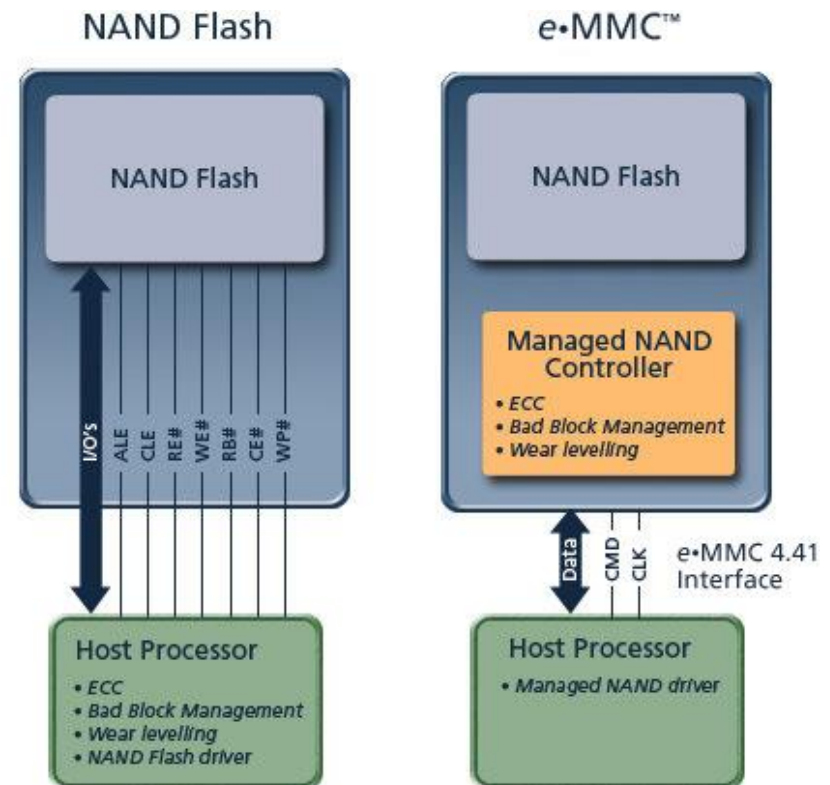 NAND Flash
NAND Flash
I/O's
ALE
CLE
RE#
WE#
RB#
CE#
WP#
Host Processor
• ECC
• Bad Block Management
• Wear levelling
• NAND Flash driver
e•MMC™
NAND Flash
Managed NAND
Controller
• ECC
• Bad Block Management
• Wear levelling
Data
CMD
CLK
e•MMC 4.41
Interface
Host Processor
• Managed NAND driver